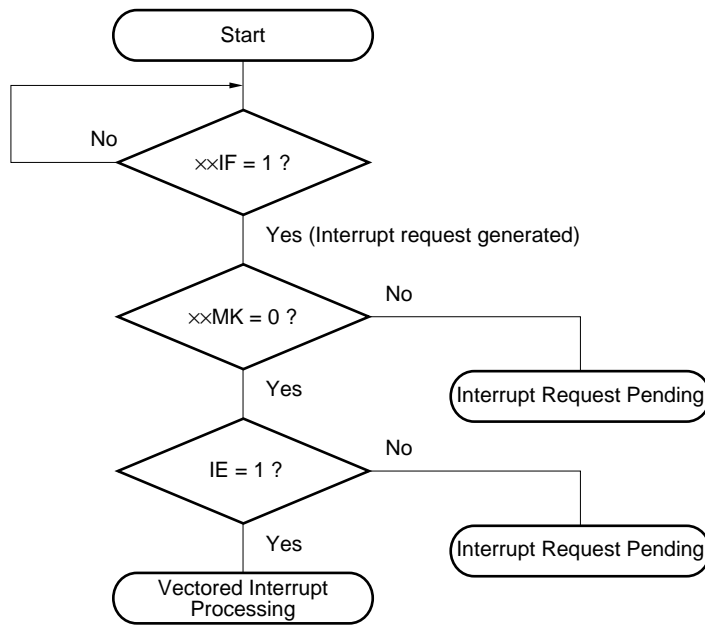 Start
No
××IF = 1 ?
Yes (Interrupt request generated)
××MK = 0 ?
No
Yes
Interrupt Request Pending
IE = 1 ?
No
Yes
Interrupt Request Pending
Vectored Interrupt
Processing